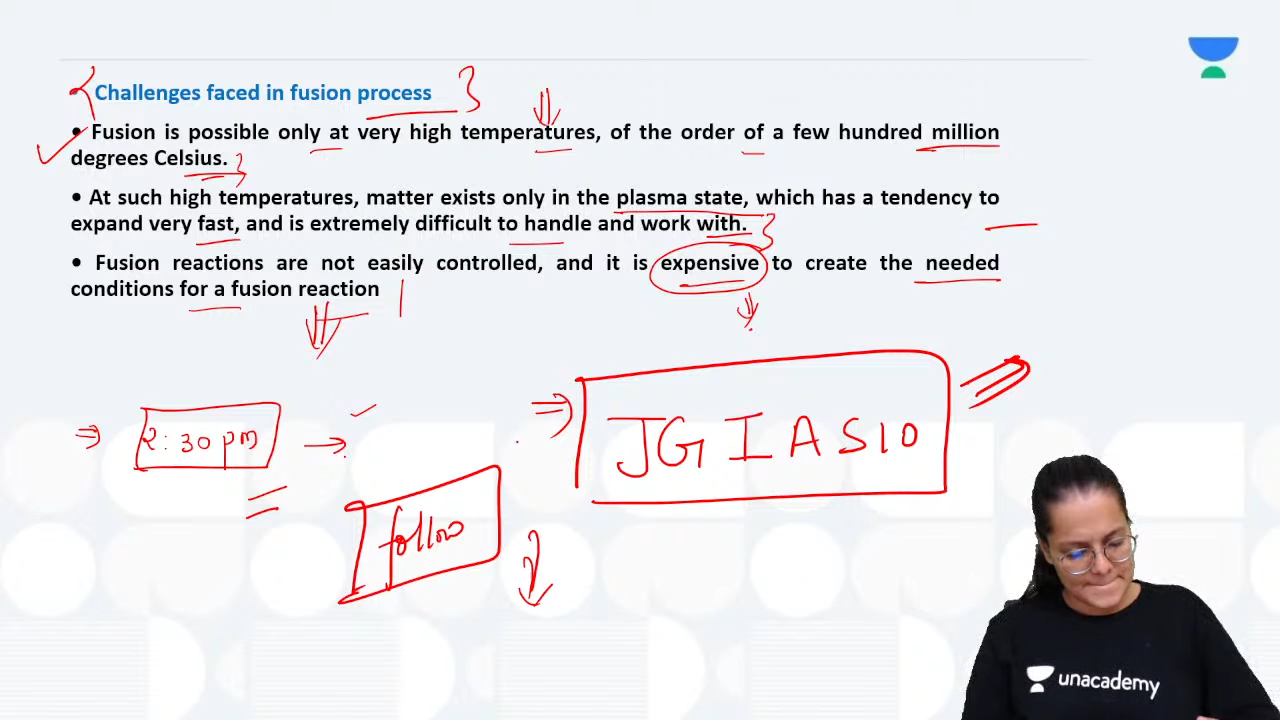 Challenges faced in fusion process
• Fusion is possible only at very high temperatures, of the order of a few hundred million
degrees Celsius.
• At such high temperatures, matter exists only in the plasma state, which has a tendency to
expand very fast, and is extremely difficult to handle and work with.
• Fusion reactions are not easily controlled, and it is expensive to create the needed
conditions for a fusion reaction
2:30 pm
JGIAS10
follow
unacademy